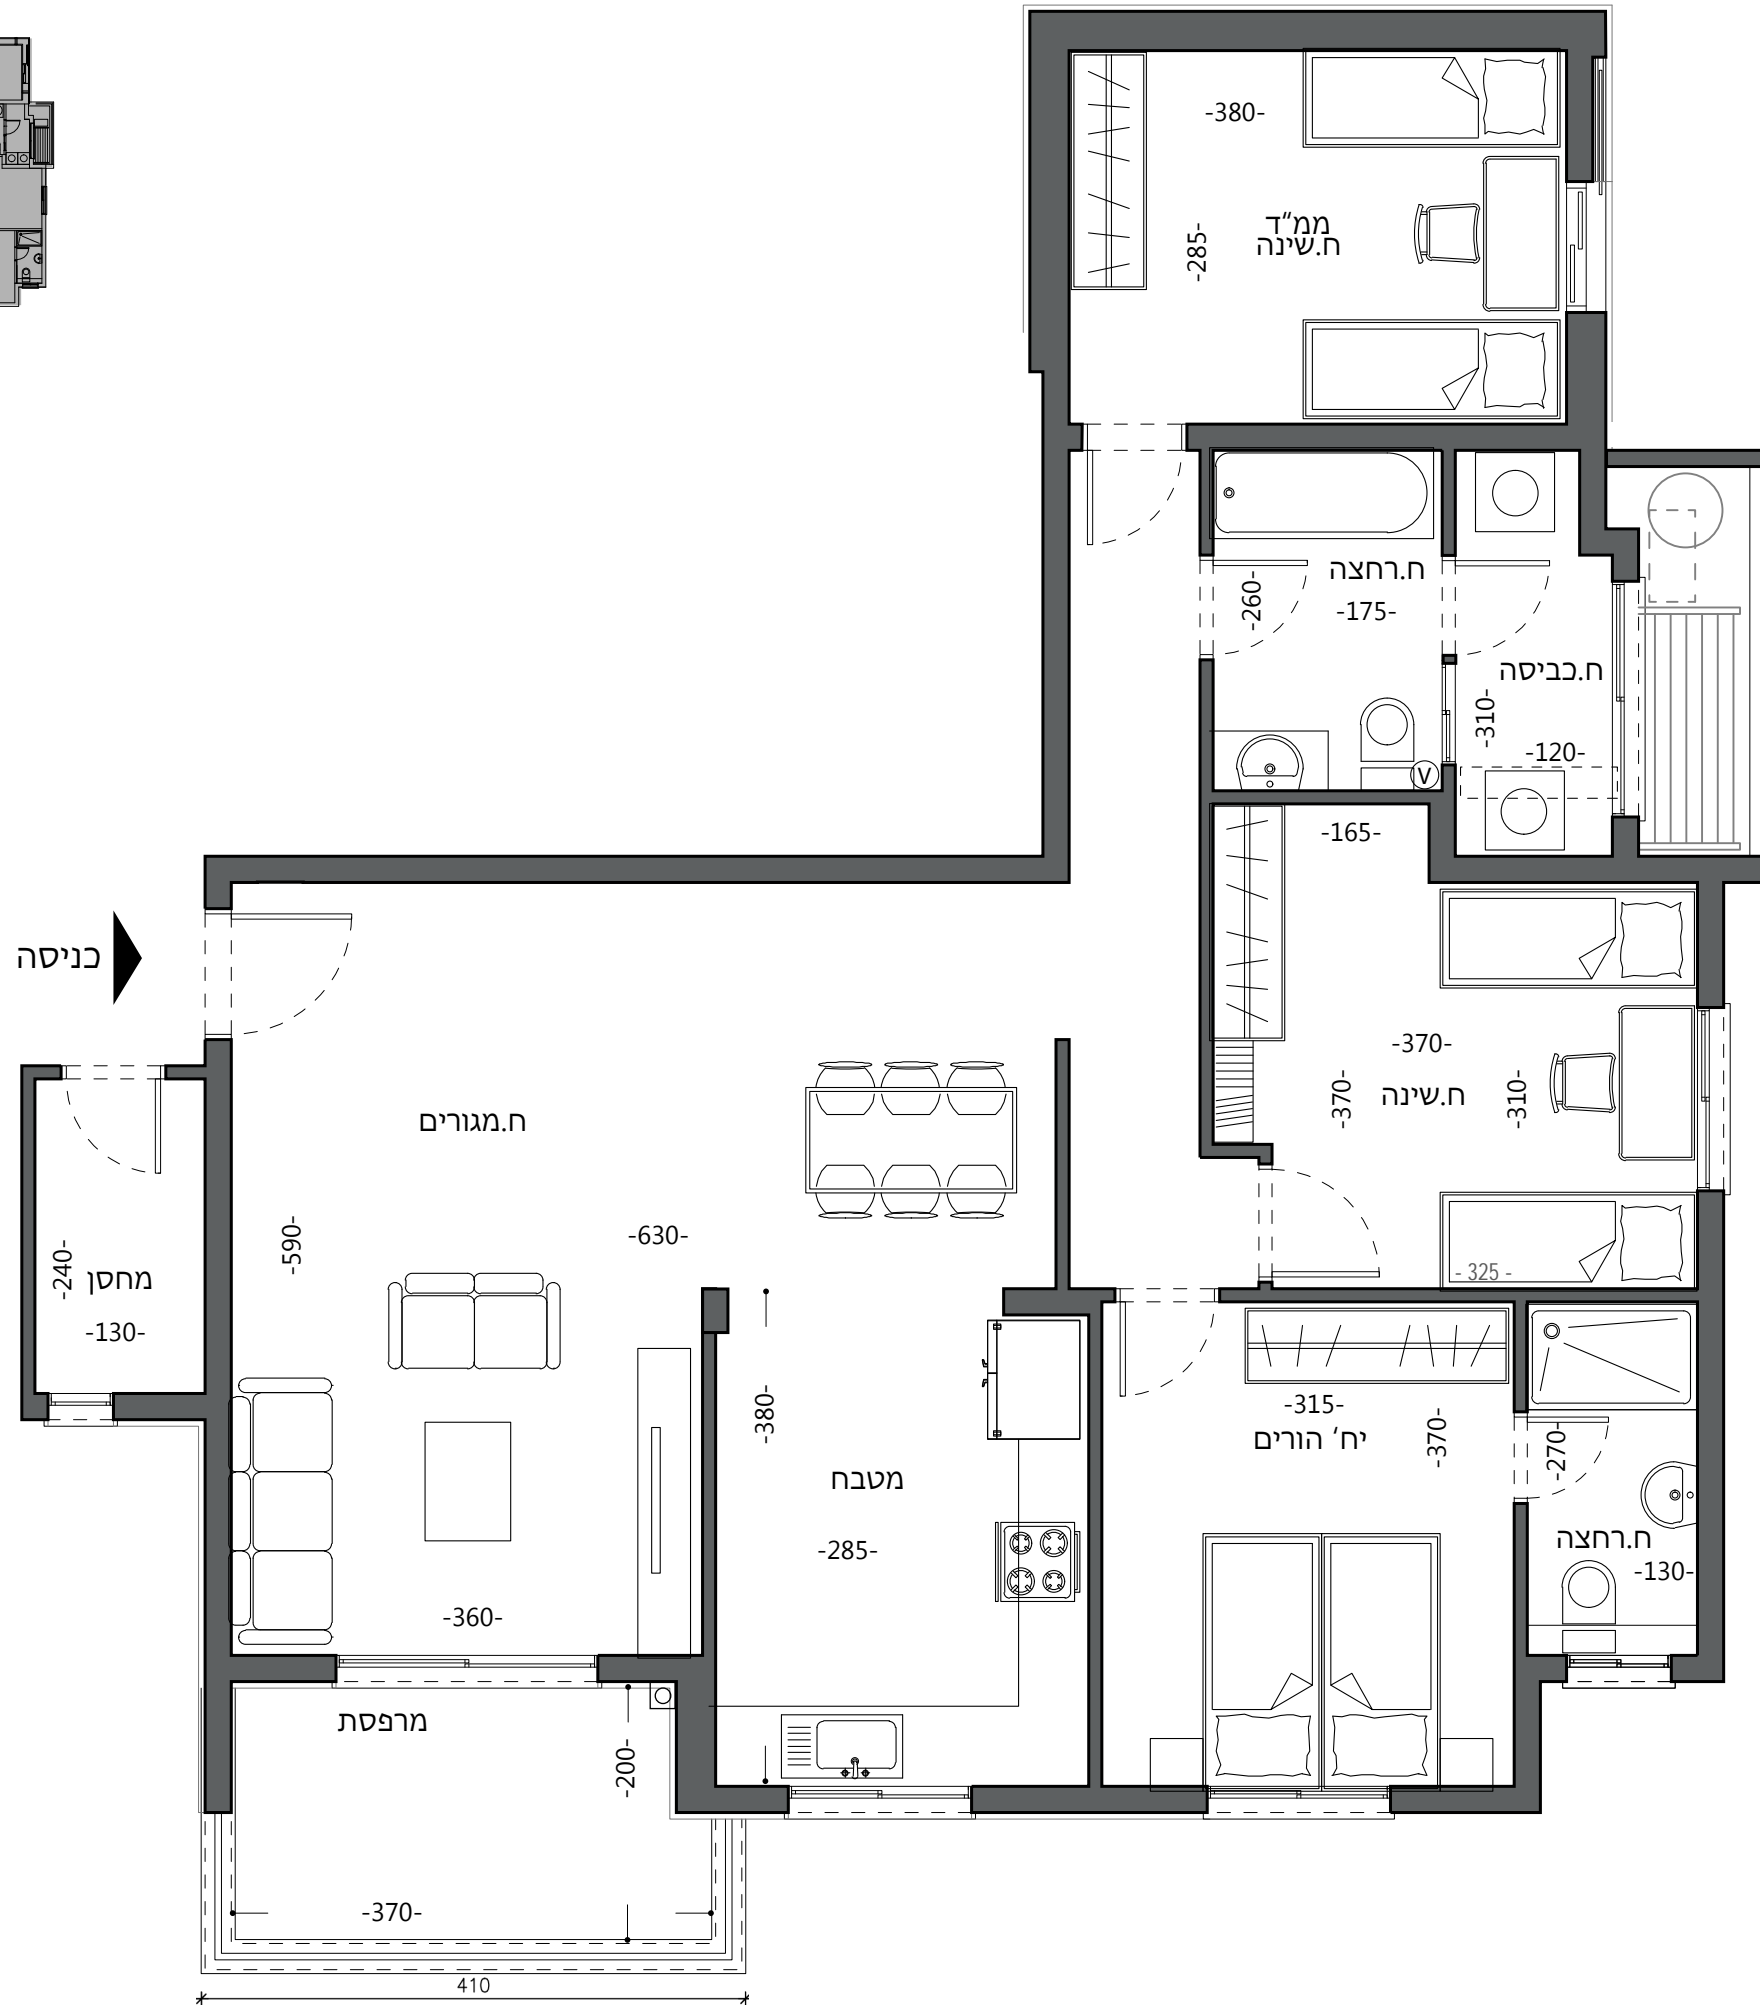 -380-
ממ"ד
ח.שינה
-285-
ח.רחצה
-260-
-175-
ח.כביסה
-310-
-120-
V
-165-
כניסה
-370-
ח.שינה
-370-
-310-
ח.מגורים
-590-
-630-
-240-
מחסן
-130-
- 325 -
-380-
-315-
יח' הורים
-370-
-270-
מטבח
-285-
ח.רחצה
-130-
-360-
מרפסת
-200-
-370-
410